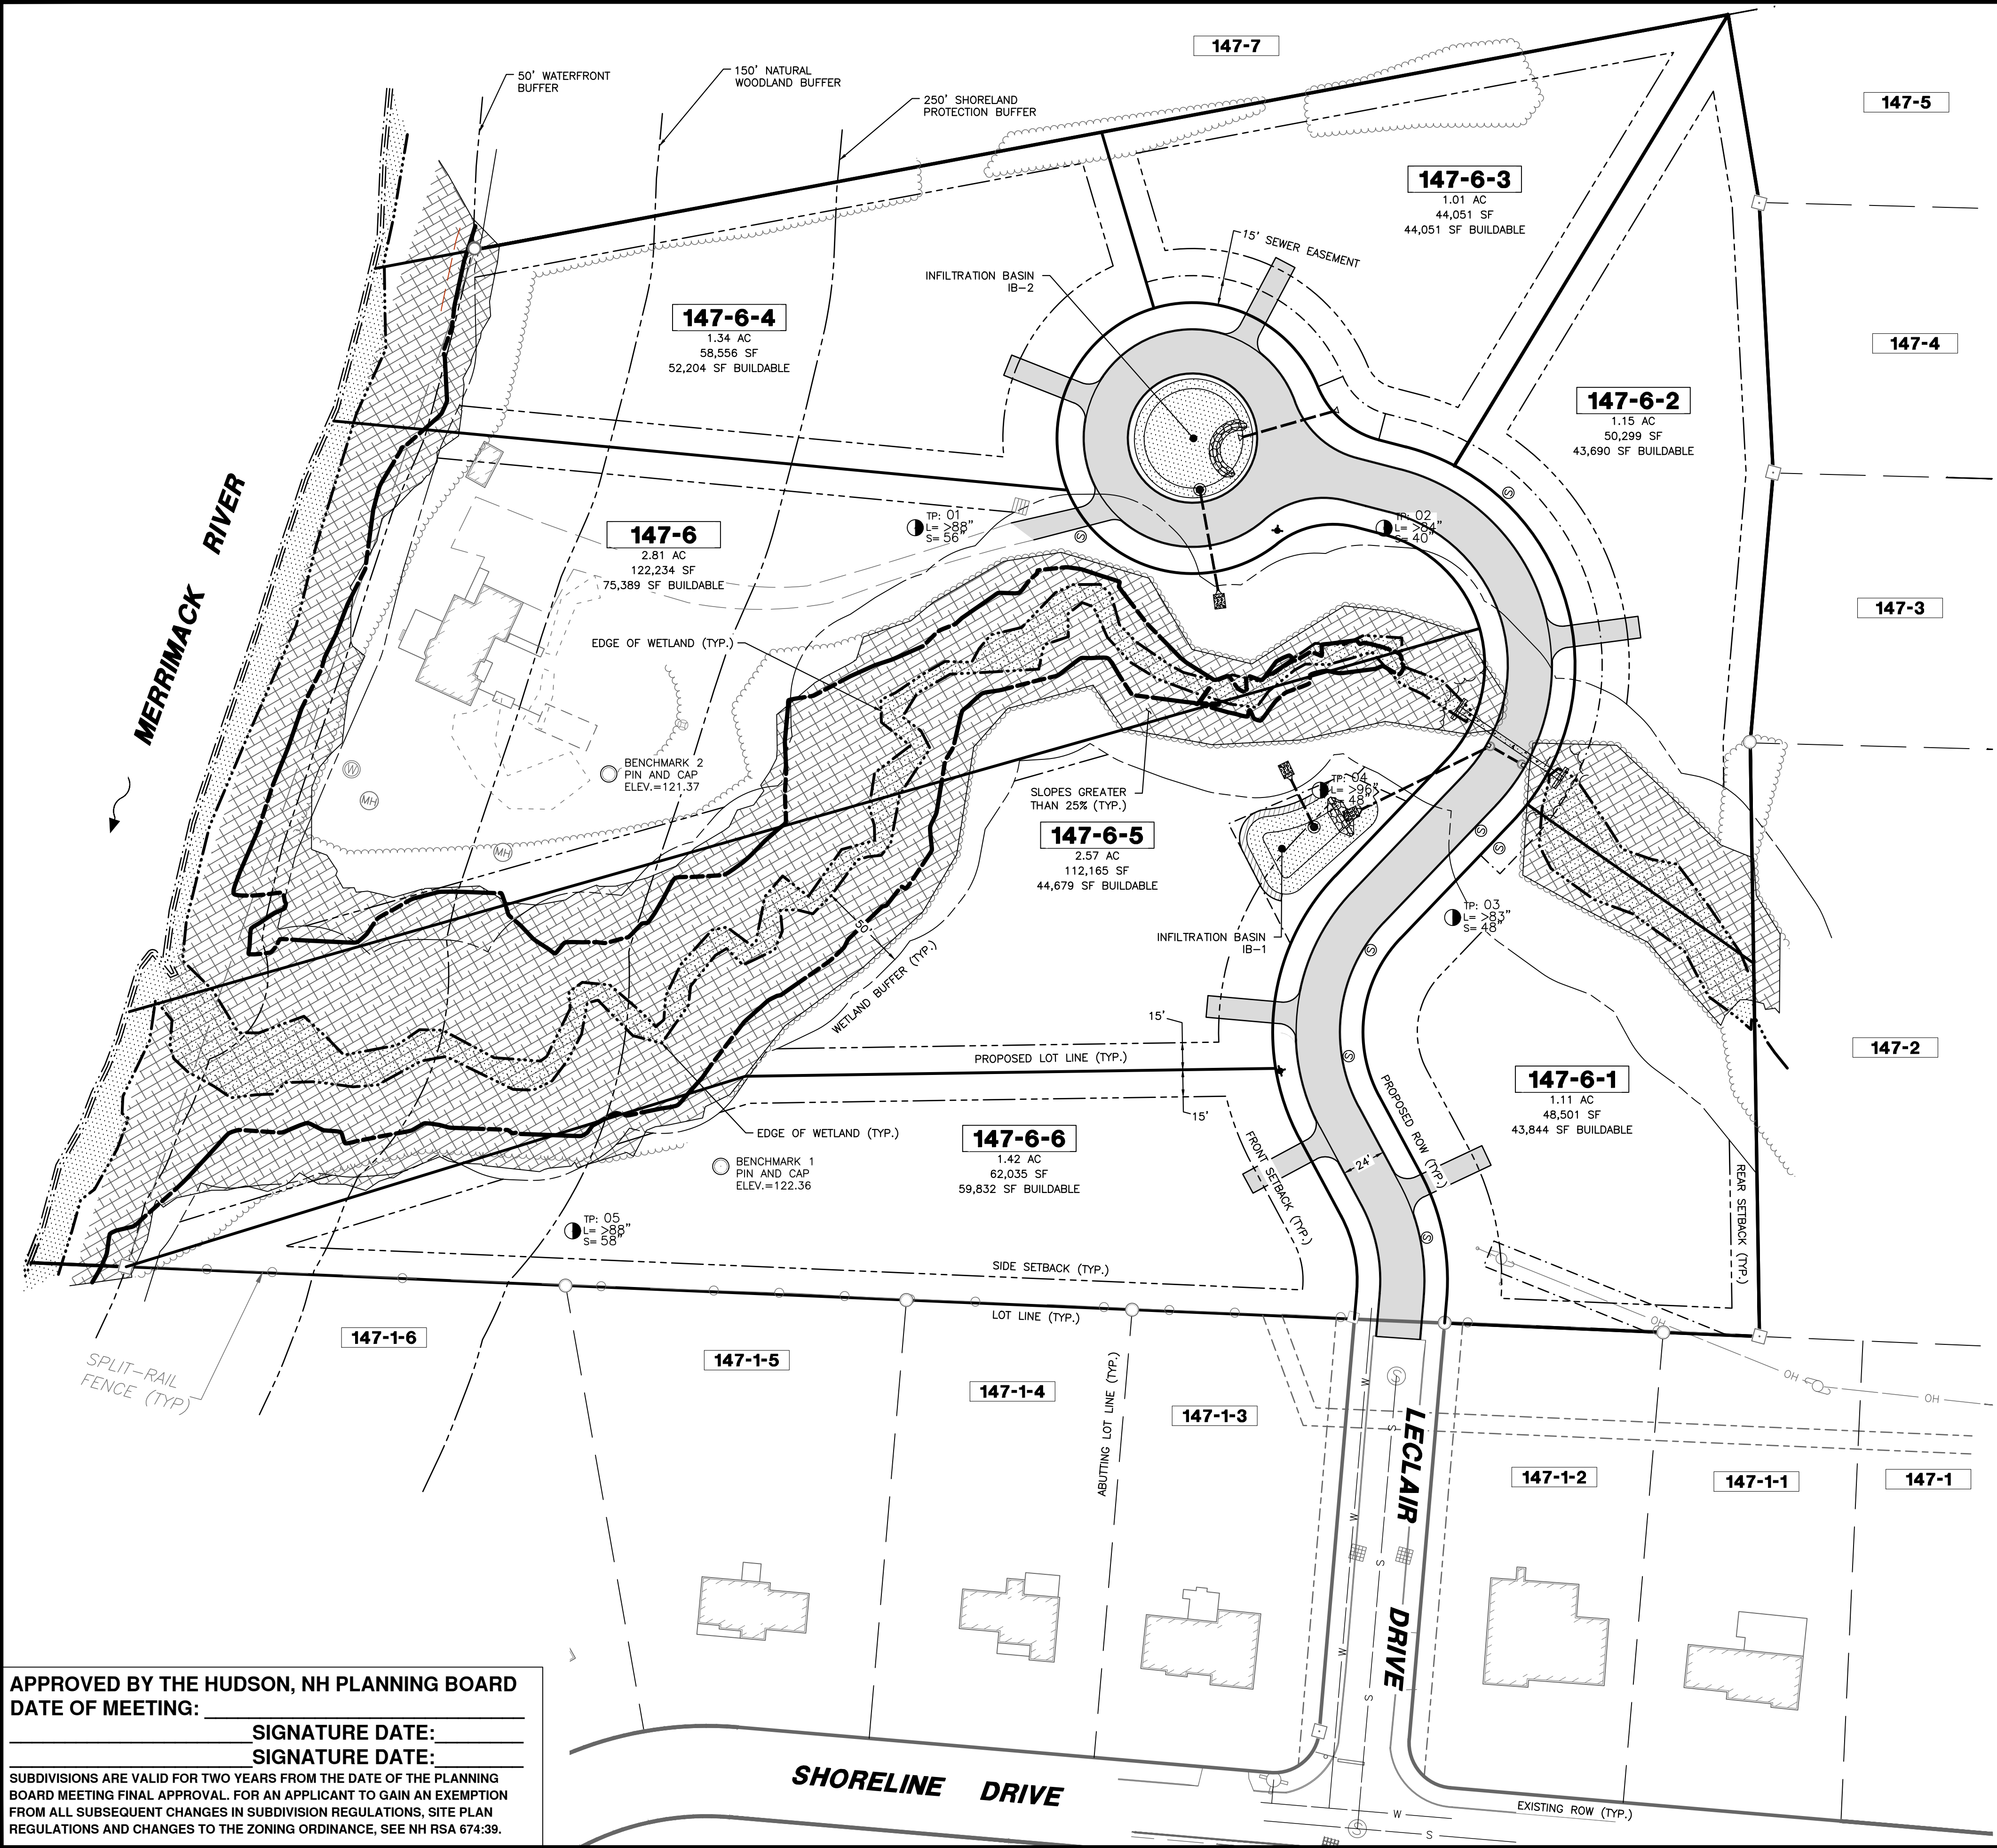 147-7
50' WATERFRONT
BUFFER
150' NATURAL
WOODLAND BUFFER
250' SHORELAND
PROTECTION BUFFER
147-5
147-6-3
1.01 AC
44,051 SF
44,051 SF BUILDABLE
15' SEWER EASEMENT
INFILTRATION BASIN
IB-2
147-6-4
1.34 AC
58,556 SF
52,204 SF BUILDABLE
147-4
147-6-2
1.15 AC
50,299 SF
43,690 SF BUILDABLE
MERRIMACK RIVER
147-6
2.81 AC
122,234 SF
75,389 SF BUILDABLE
TP: 01
L= >88"
S= 56"
TP: 02
L= >84"
S= 40"
S
S
147-3
EDGE OF WETLAND (TYP.)
W
MH
MH
BENCHMARK 2
PIN AND CAP
ELEV.=121.37
SLOPES GREATER
THAN 25% (TYP.)
TP: 04
L= >96"
48"
147-6-5
2.57 AC
112,165 SF
44,679 SF BUILDABLE
S
S
TP: 03
L= >83"
S= 48"
50'
WETLAND BUFFER (TYP.)
INFILTRATION BASIN
IB-1
S
15'
PROPOSED LOT LINE (TYP.)
15'
S
147-2
147-6-1
1.11 AC
48,501 SF
43,844 SF BUILDABLE
PROPOSED ROW (TYP.)
EDGE OF WETLAND (TYP.)
147-6-6
1.42 AC
62,035 SF
59,832 SF BUILDABLE
FRONT SETBACK (TYP.)
24'
REAR SETBACK (TYP.)
BENCHMARK 1
PIN AND CAP
ELEV.=122.36
TP: 05
L= >88"
S= 58"
S
SIDE SETBACK (TYP.)
LOT LINE (TYP.)
OH
OH
OH
147-1-6
SPLIT-RAIL
FENCE (TYP)
147-1-5
147-1-4
ABUTTING LOT LINE (TYP.)
147-1-3
W
S
S
LECLAIR DRIVE
147-1-2
147-1-1
147-1
W
S
W
S
APPROVED BY THE HUDSON, NH PLANNING BOARD
DATE OF MEETING: ____________________________
______________________SIGNATURE DATE:________
______________________SIGNATURE DATE:________
SUBDIVISIONS ARE VALID FOR TWO YEARS FROM THE DATE OF THE PLANNING
BOARD MEETING FINAL APPROVAL. FOR AN APPLICANT TO GAIN AN EXEMPTION
FROM ALL SUBSEQUENT CHANGES IN SUBDIVISION REGULATIONS, SITE PLAN
REGULATIONS AND CHANGES TO THE ZONING ORDINANCE, SEE NH RSA 674:39.
SHORELINE DRIVE
W
S
S
EXISTING ROW (TYP.)